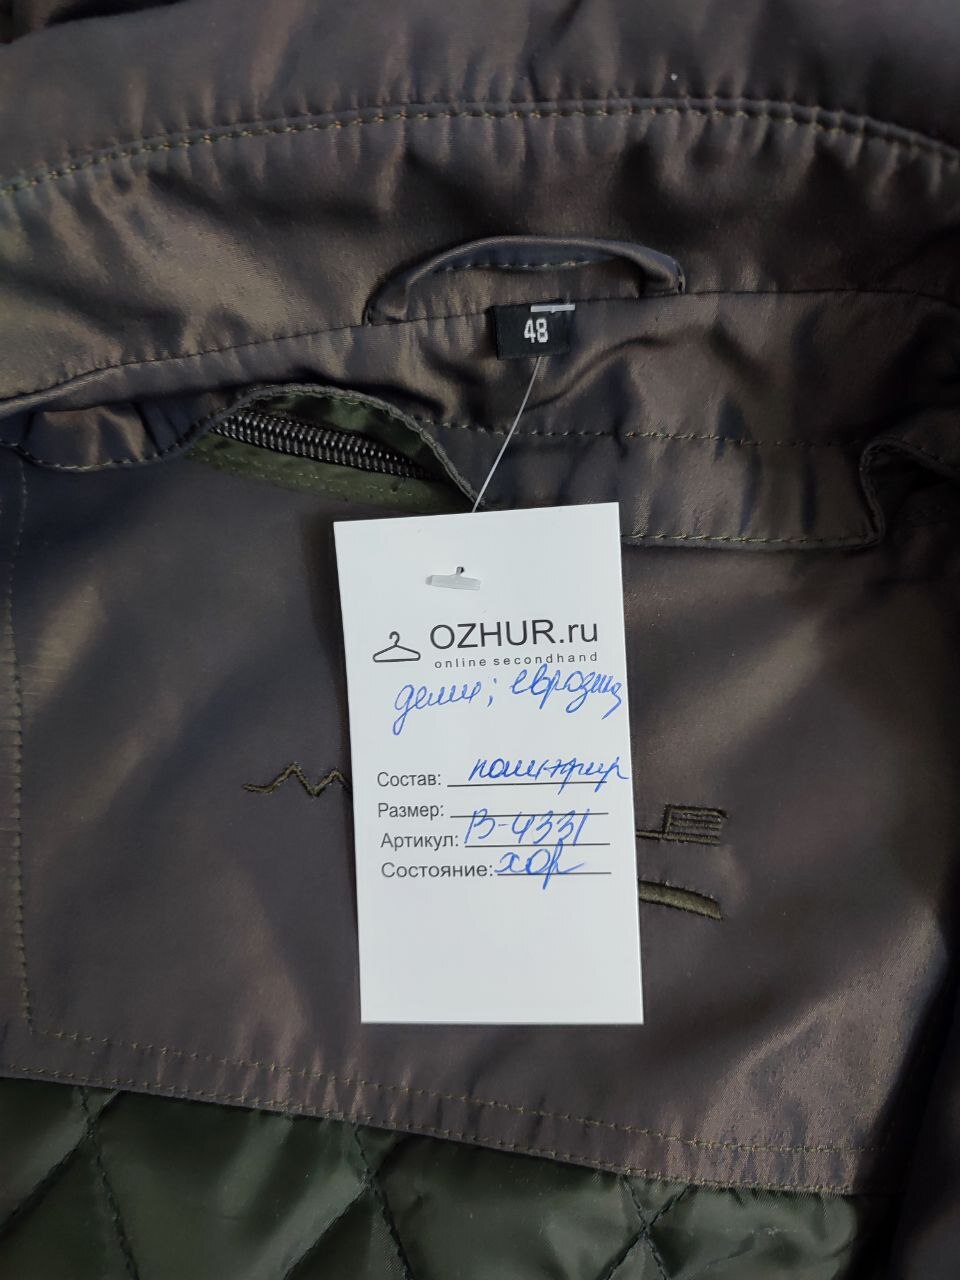 48
OZHUR.ru
online secondhand
деми; еврозима
Состав: полиэфир
Размер:
Артикул: В-4331
Состояние: хор